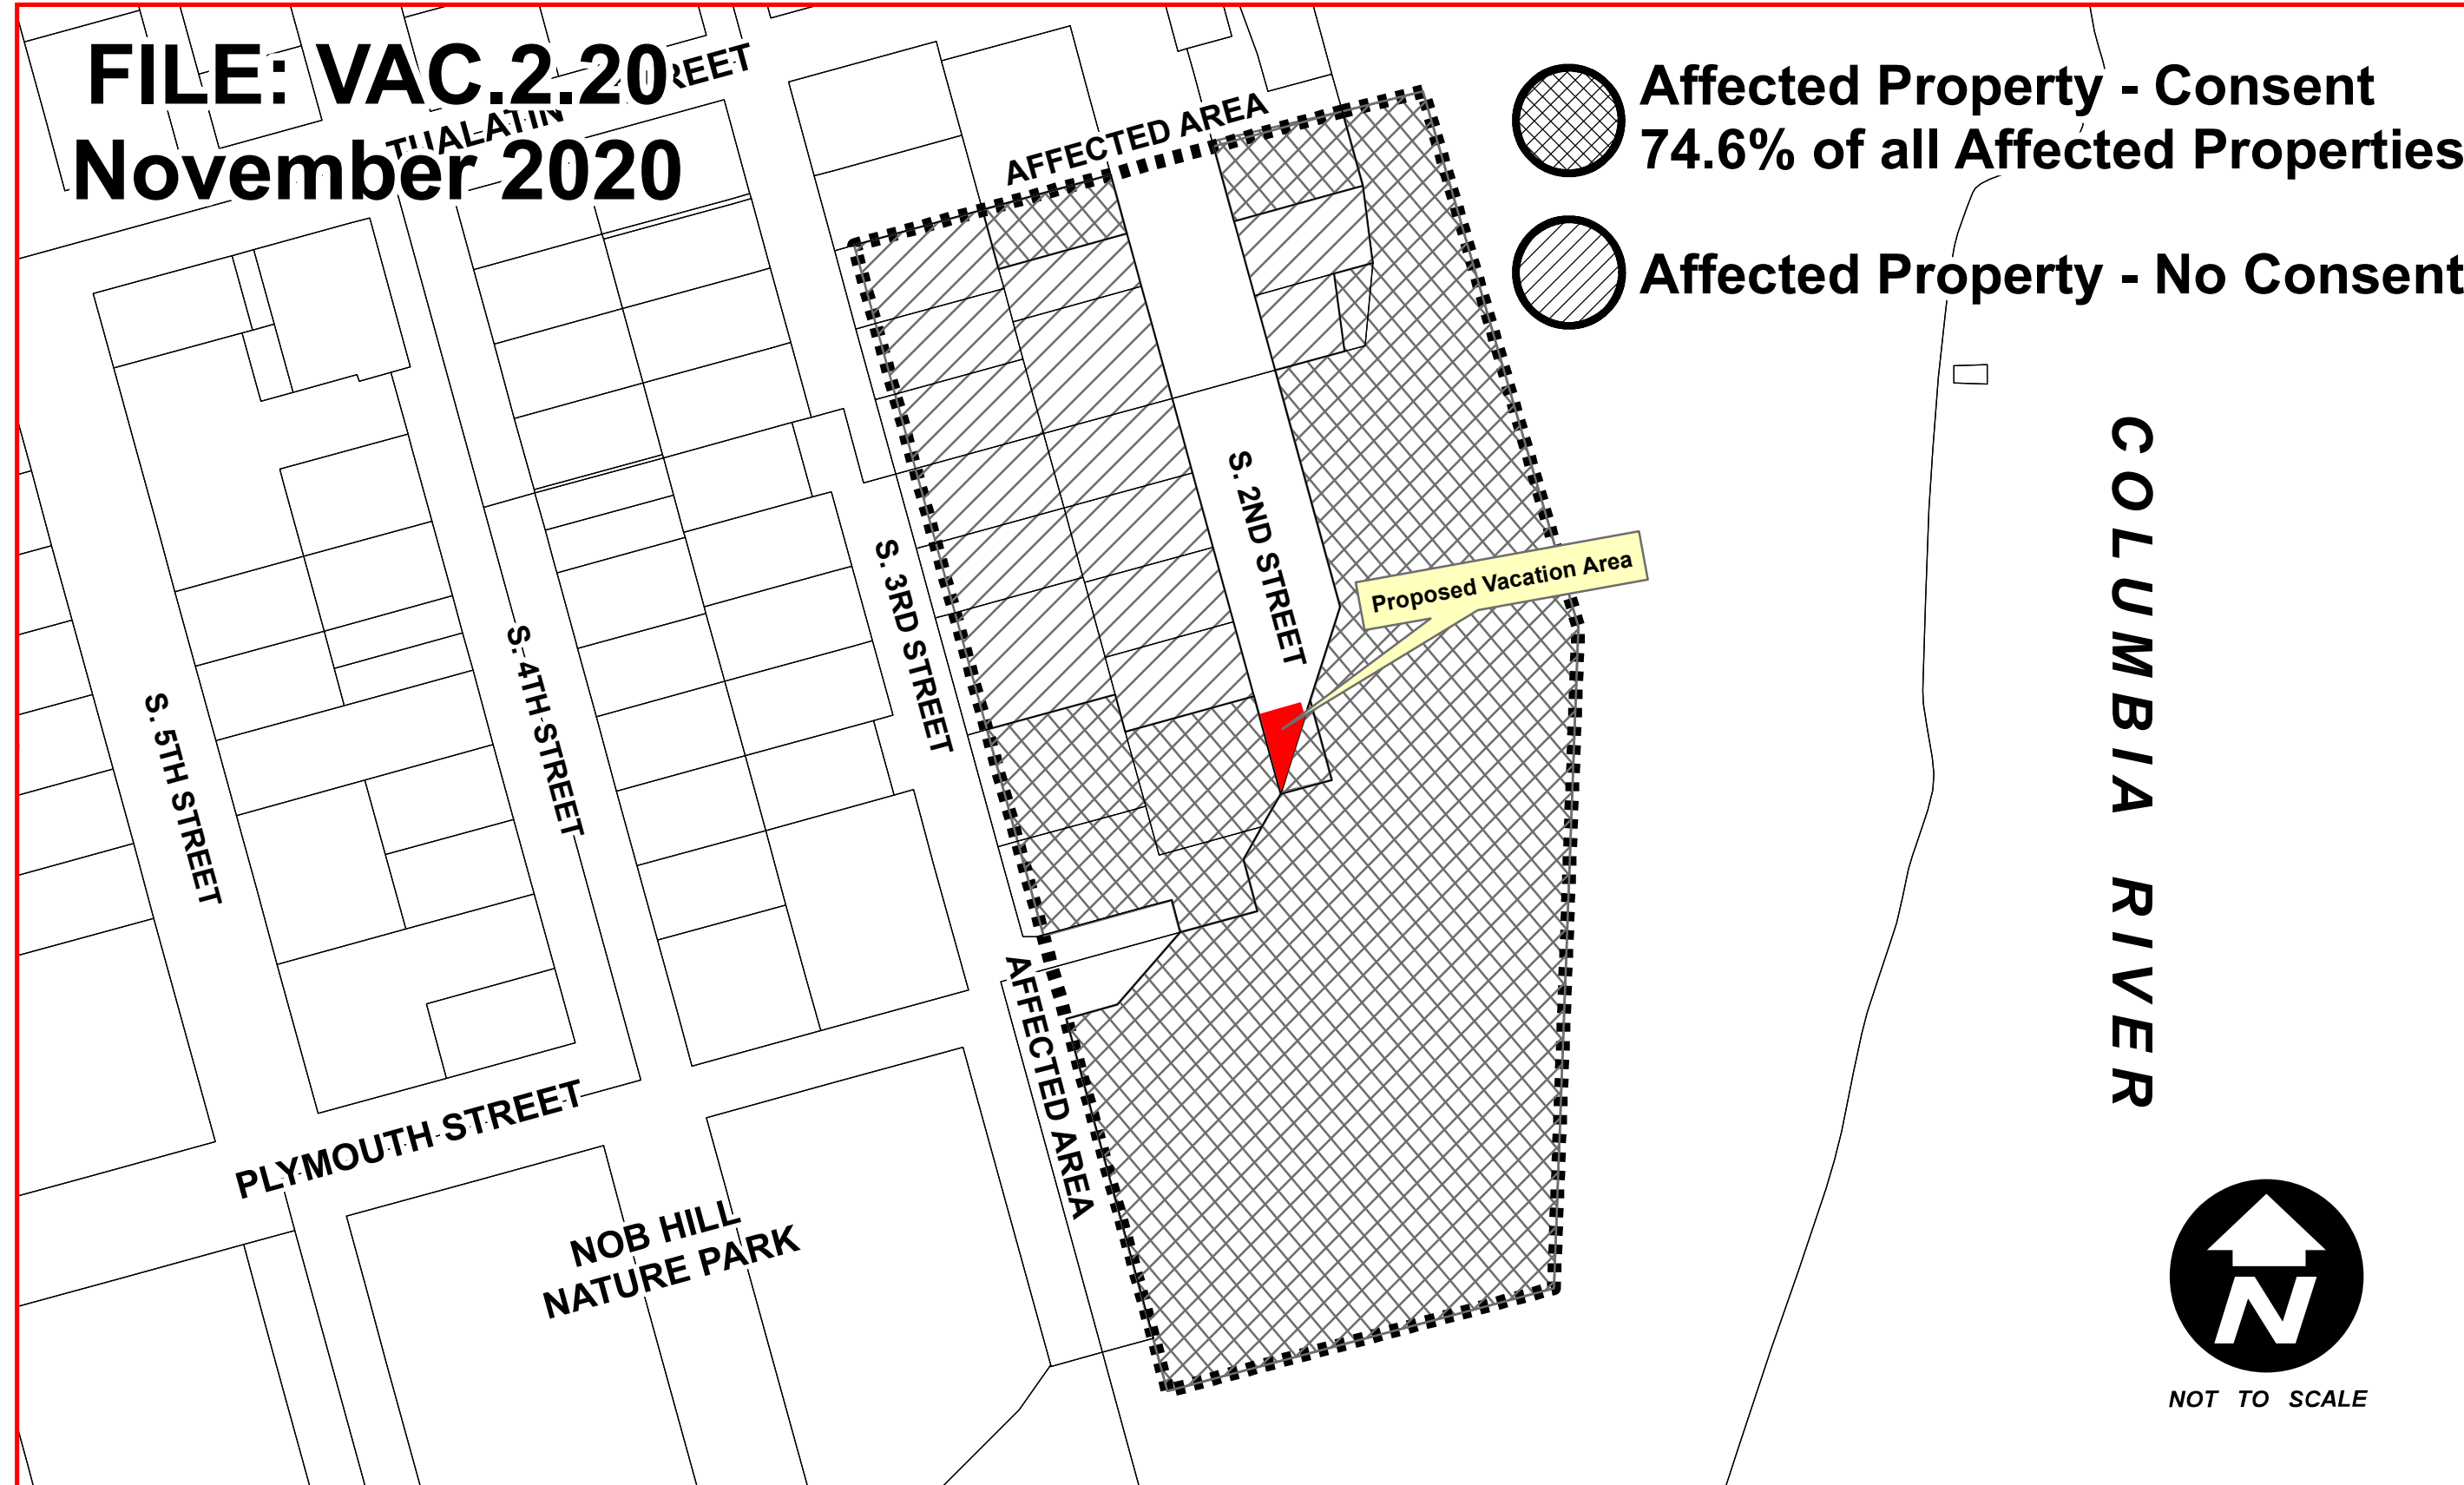 FILE: VAC.2.20
November 2020
TUALATIN STREET
AFFECTED AREA
Affected Property - Consent
74.6% of all Affected Properties
Affected Property - No Consent
S. 2ND STREET
Proposed Vacation Area
S. 3RD STREET
S. 4TH STREET
S. 5TH STREET
COLUMBIA RIVER
AFFECTED AREA
PLYMOUTH STREET
NOB HILL
NATURE PARK
N
NOT TO SCALE